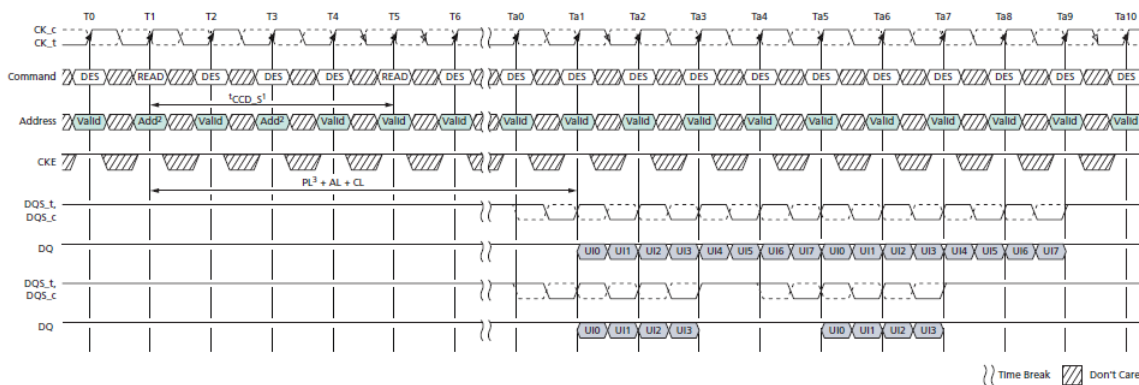 T0 T1 T2 T3 T4 T5 T6 Ta0 Ta1 Ta2 Ta3 Ta4 Ta5 Ta6 Ta7 Ta8 Ta9 Ta10
CK_c
CK_t
Command DES READ DES DES DES READ DES DES DES DES DES DES DES DES DES DES DES DES
tCCD_S¹
Address Valid Add² Valid Add² Valid Valid Valid Valid Valid Valid Valid Valid Valid Valid Valid Valid Valid Valid
CKE
PL³ + AL + CL
DQS_t,
DQS_c
DQ UI0 UI1 UI2 UI3 UI4 UI5 UI6 UI7 UI0 UI1 UI2 UI3 UI4 UI5 UI6 UI7
DQS_t,
DQS_c
DQ UI0 UI1 UI2 UI3 UI0 UI1 UI2 UI3
Time Break Don't Care